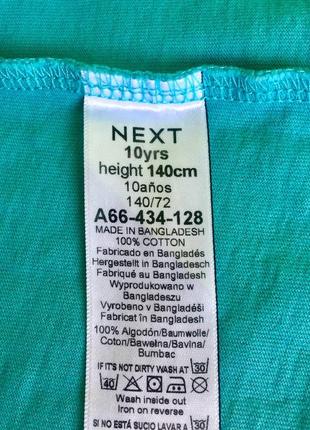 NEXT
10yrs
height 140cm
10años
140/72
A66-434-128
MADE IN BANGLADESH
100% COTTON
Fabricado en Bangladés
Hergestellt in Bangladesch
Fabriqué au Bangladesh
Wyprodukowano w
Bangladeszu
Vyrobeno v Bangladéši
Fabricat în Bangladesh
100% Algodón/Baumwolle/
Coton/Bawełna/Bavlna/
Bumbac
IF IT'S NOT DIRTY WASH AT 30
40
Wash inside out
Iron on reverse
SI NO ESTÁ SUCIO LAVAR A 30